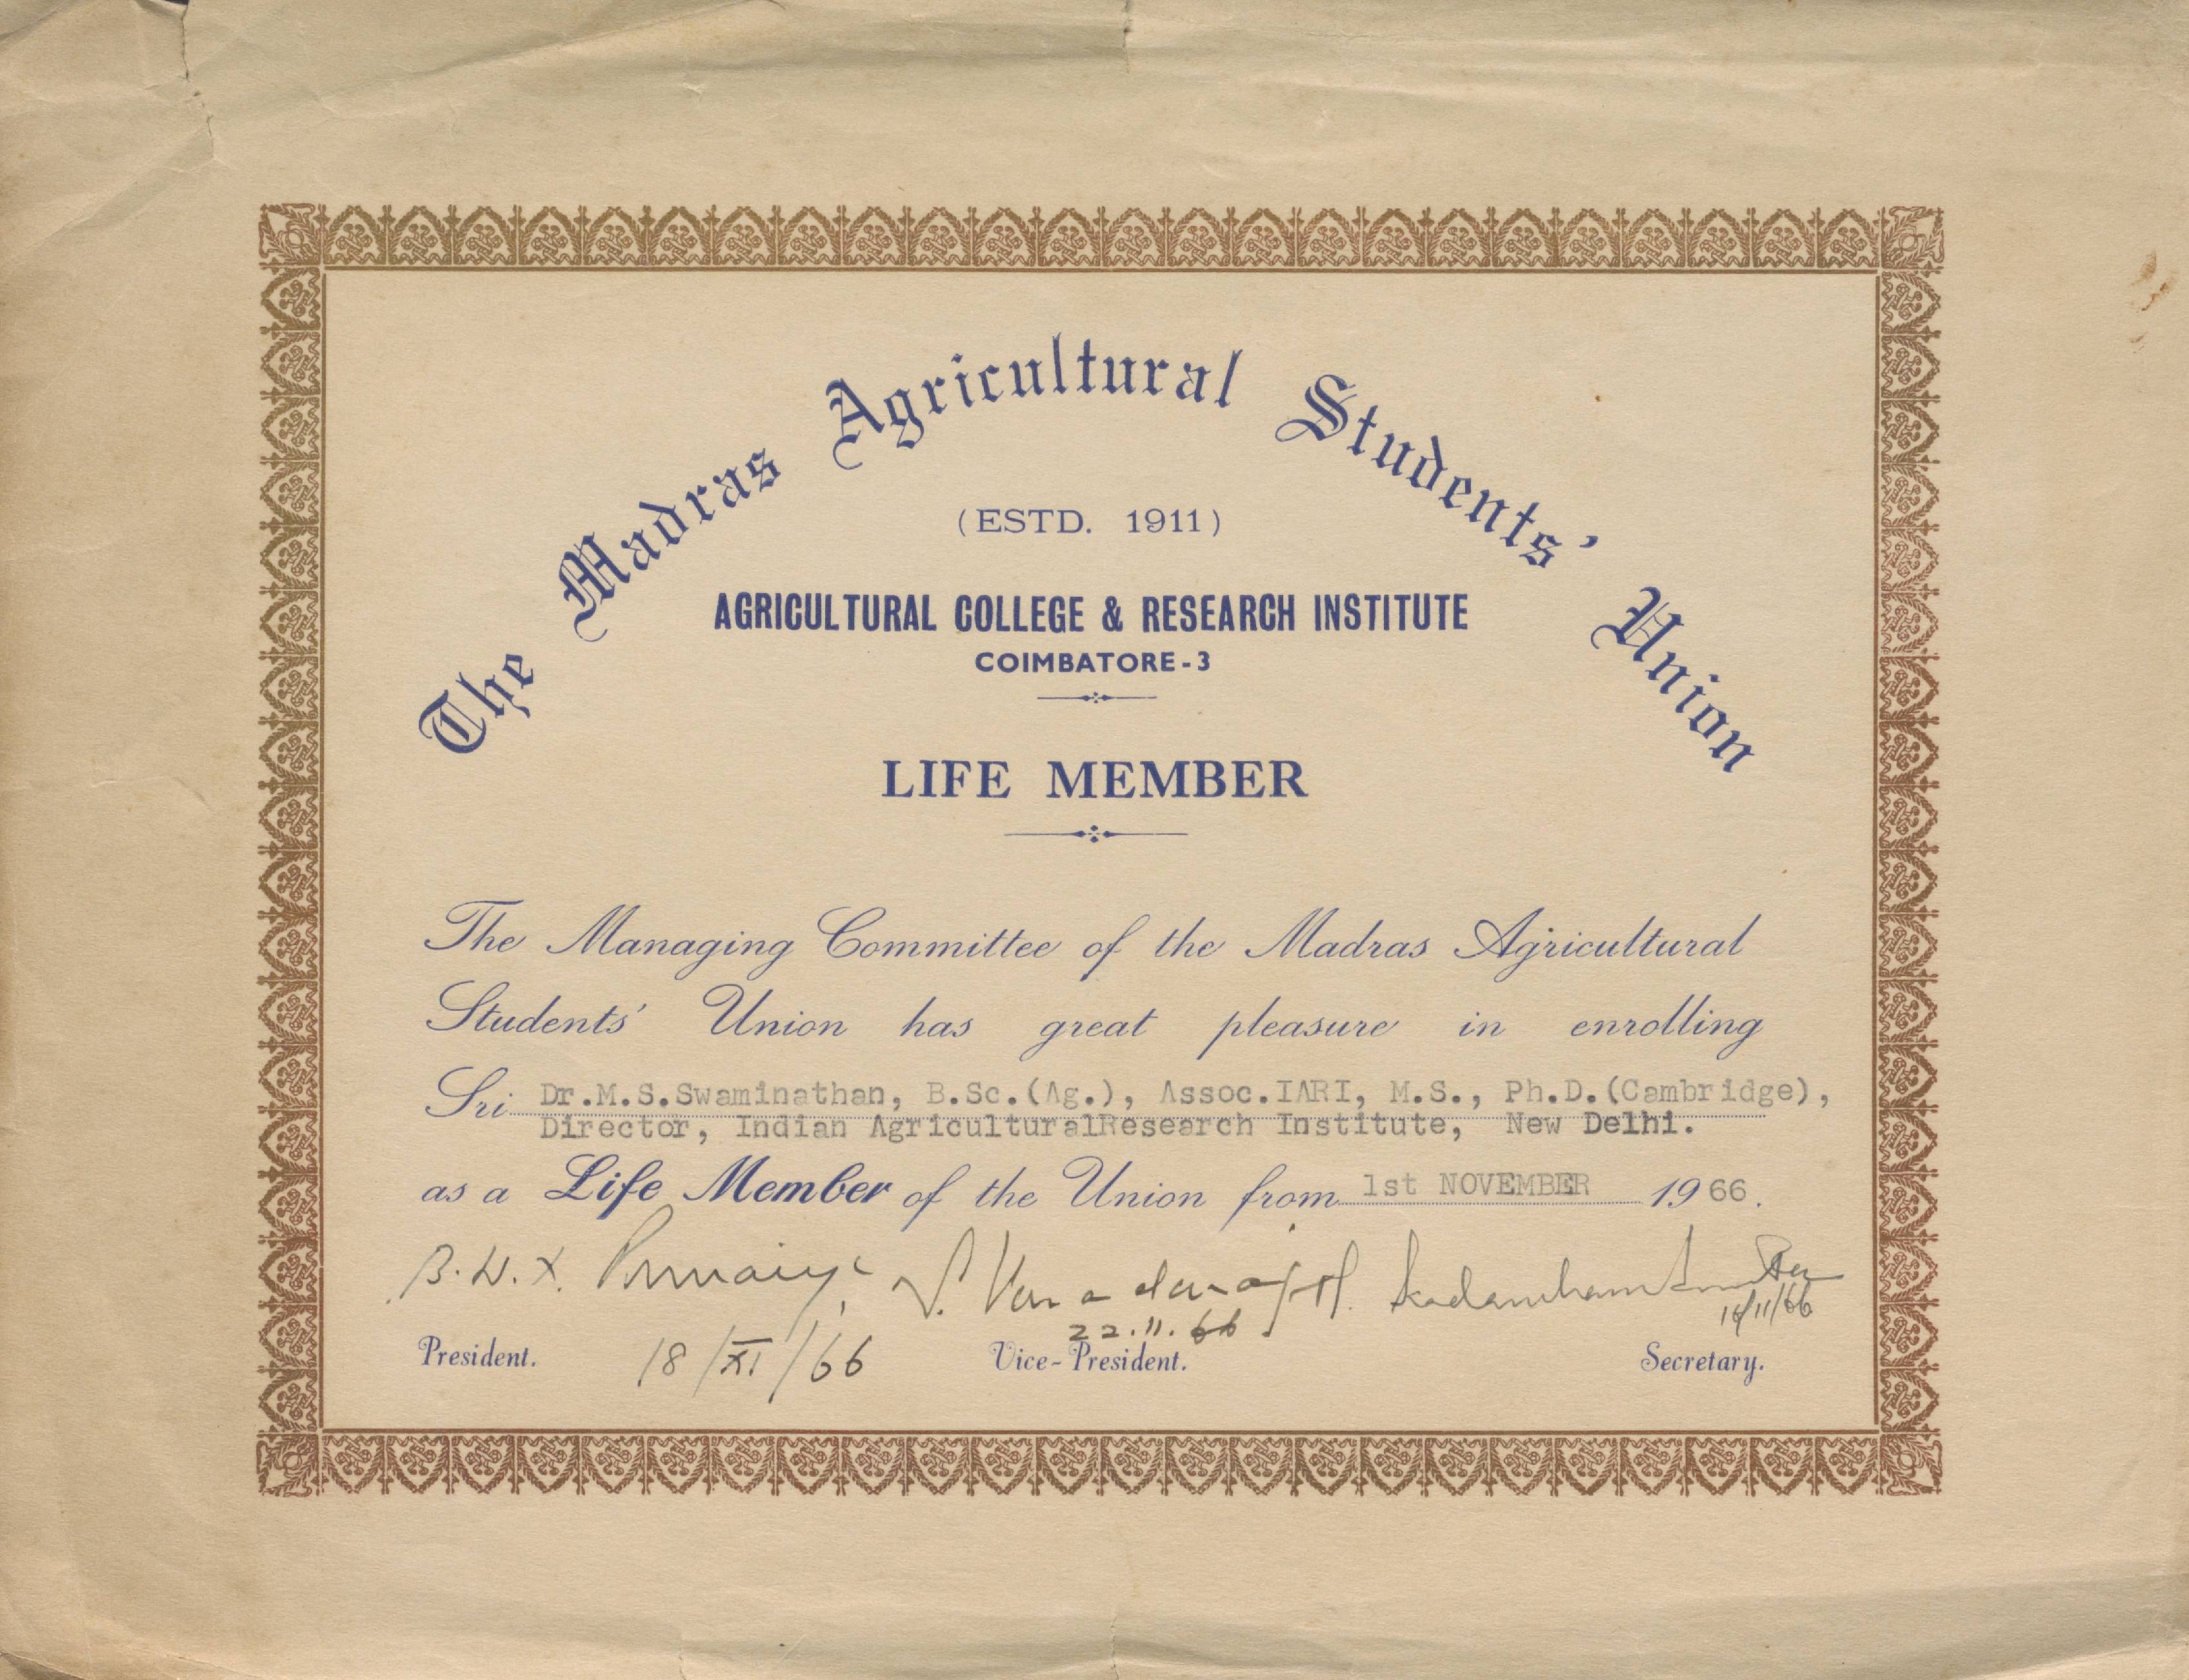 The Madras Agricultural Students' Union
(ESTD. 1911)
AGRICULTURAL COLLEGE & RESEARCH INSTITUTE
COIMBATORE-3
LIFE MEMBER
The Managing Committee of the Madras Agricultural
Students' Union has great pleasure in enrolling
Sri Dr.M.S.Swaminathan, B.Sc.(Ag.), Assoc.IARI, M.S., Ph.D.(Cambridge),
Director, Indian AgriculturalResearch Institute, New Delhi.
as a Life Member of the Union from 1st NOVEMBER 1966.
B.W.X.
22.11.66
President. 18/XI/66 Vice-President. Secretary.